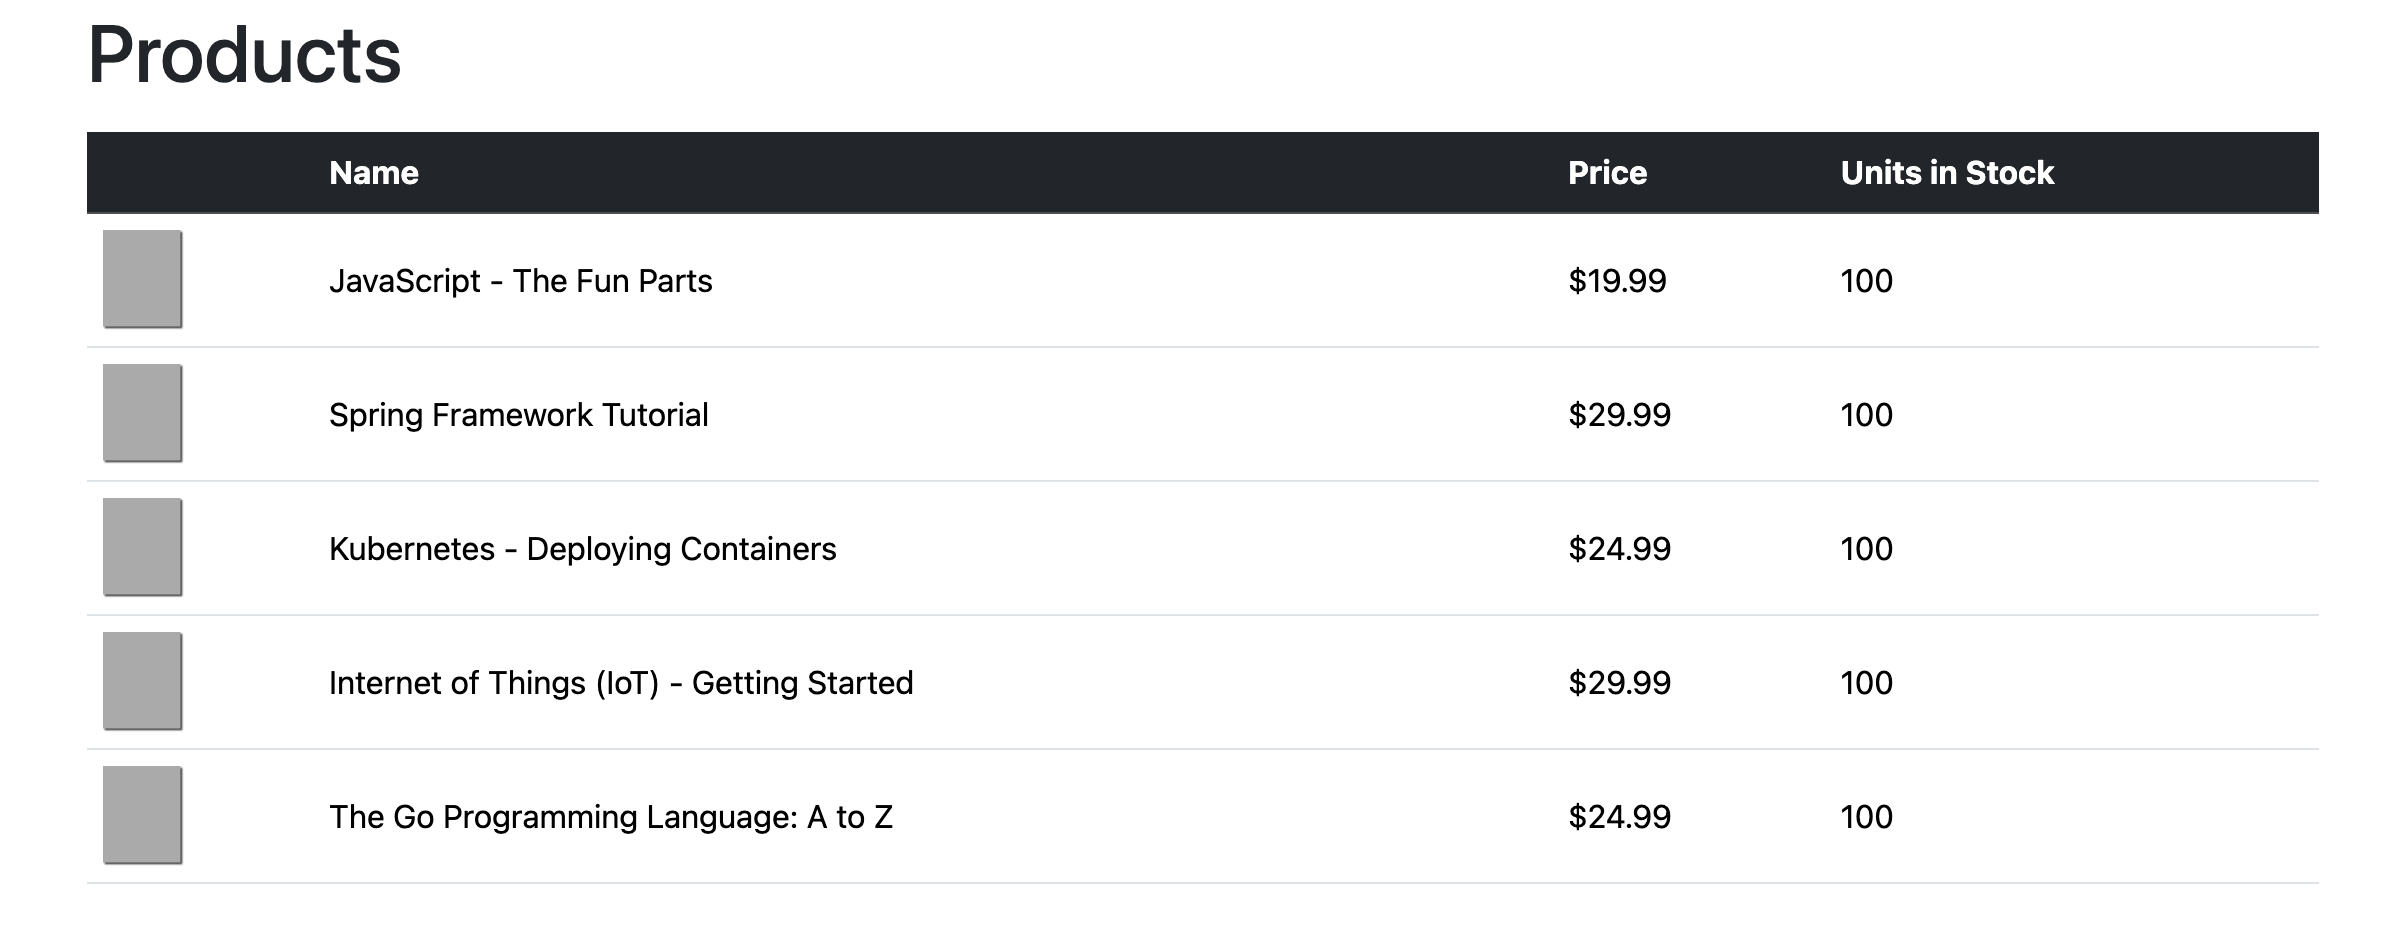 Products
Name Price Units in Stock
JavaScript - The Fun Parts $19.99 100
Spring Framework Tutorial $29.99 100
Kubernetes - Deploying Containers $24.99 100
Internet of Things (IoT) - Getting Started $29.99 100
The Go Programming Language: A to Z $24.99 100